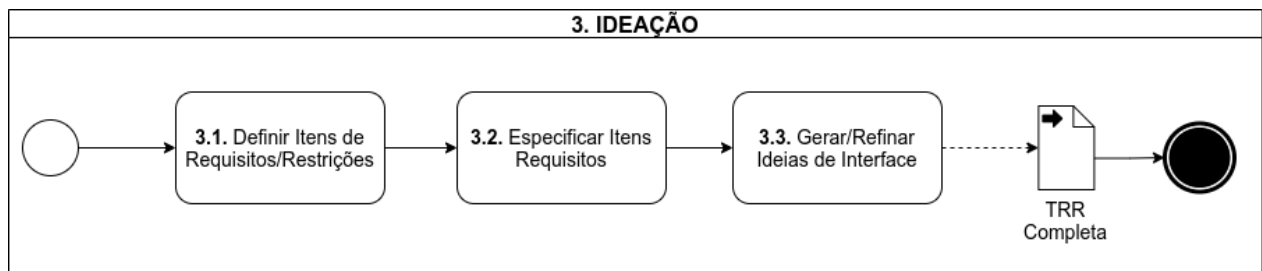 3. IDEAÇÃO
3.1. Definir Itens de
Requisitos/Restrições
3.2. Especificar Itens
Requisitos
3.3. Gerar/Refinar
Ideias de Interface
TRR
Completa